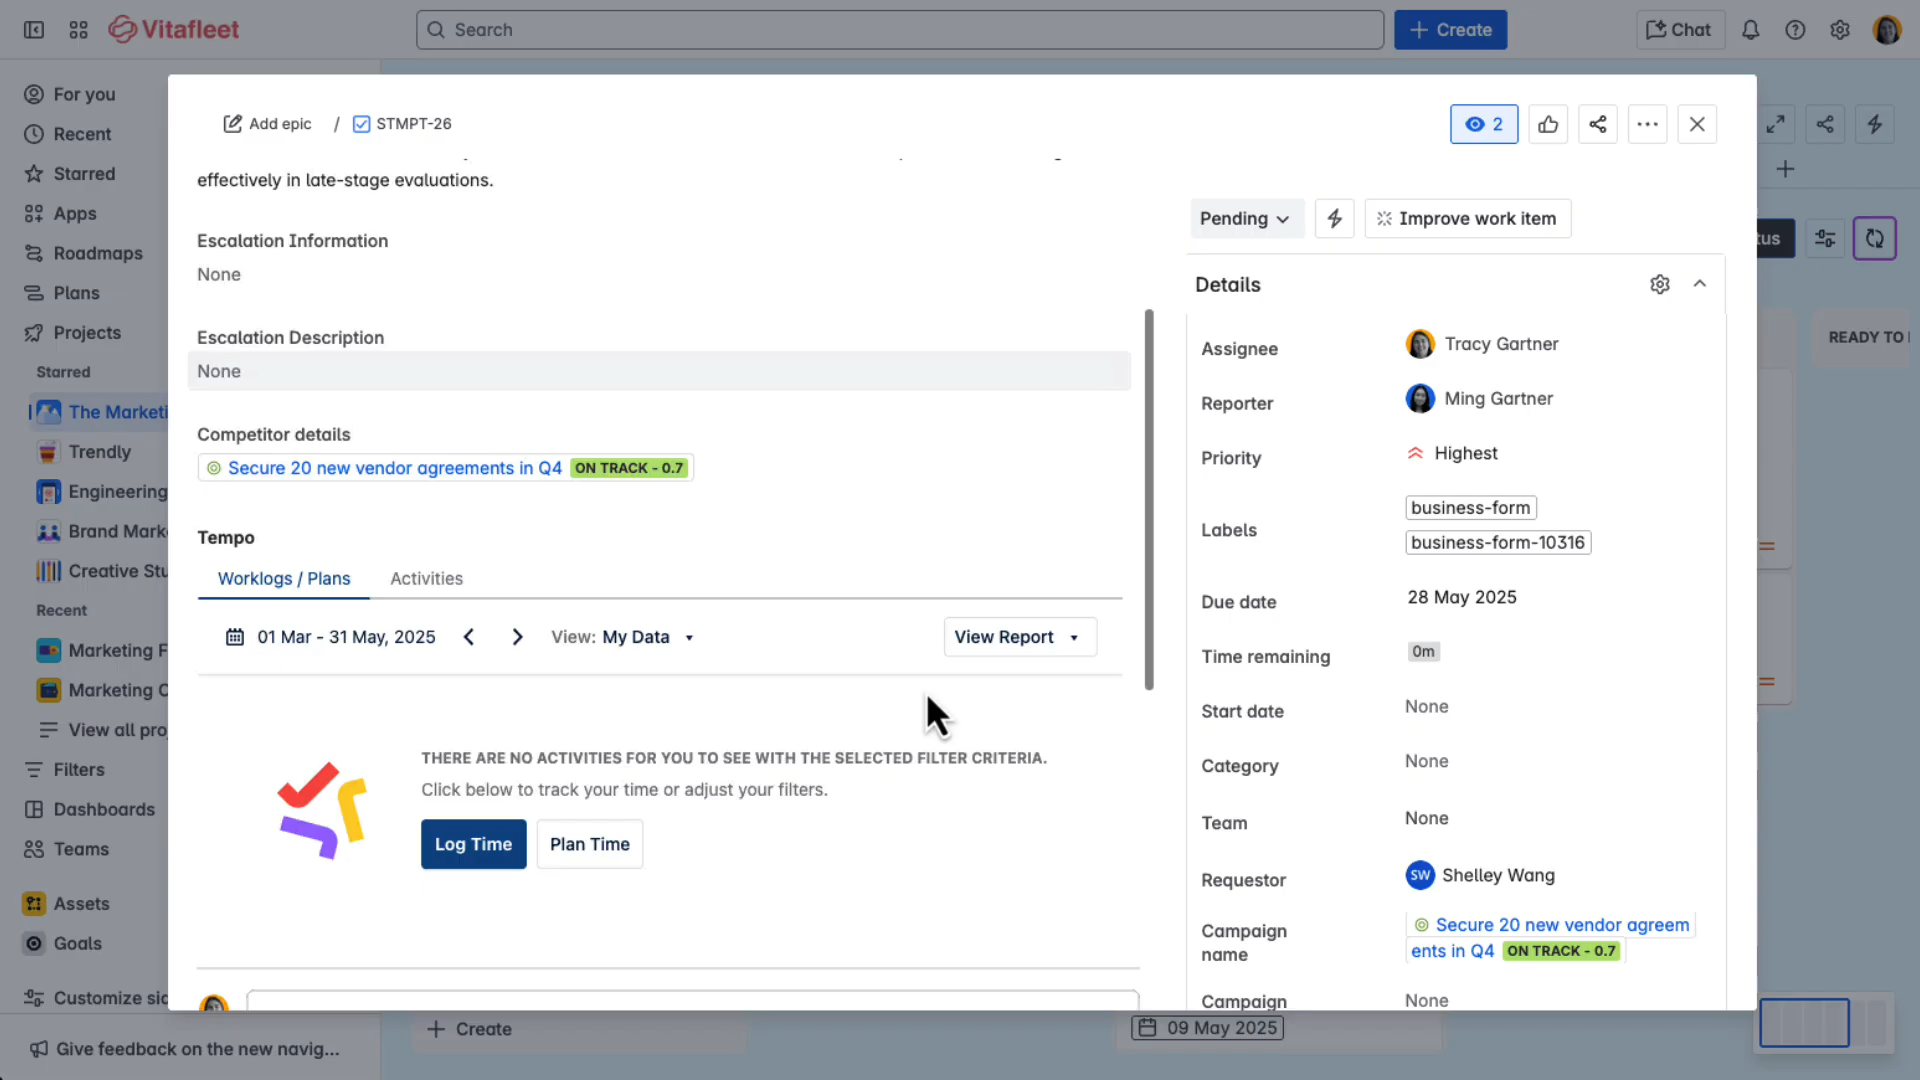 Vitafleet
Search
Create
Chat
For you
Recent
Starred
Apps
Roadmaps
Plans
Projects
Starred
The Marketi
Trendly
Engineering
Brand Mark
Creative Stu
Recent
Marketing F
Marketing C
View all pro
Filters
Dashboards
Teams
Assets
Goals
Customize sid
Give feedback on the new navig...
Add epic / STMPT-26
2
effectively in late-stage evaluations.
Escalation Information
None
Escalation Description
None
Competitor details
Secure 20 new vendor agreements in Q4 ON TRACK - 0.7
Tempo
Worklogs / Plans Activities
01 Mar - 31 May, 2025 View: My Data View Report
THERE ARE NO ACTIVITIES FOR YOU TO SEE WITH THE SELECTED FILTER CRITERIA.
Click below to track your time or adjust your filters.
Log Time Plan Time
Pending Improve work item
Details
Assignee Tracy Gartner
Reporter Ming Gartner
Priority Highest
Labels business-form
business-form-10316
Due date 28 May 2025
Time remaining 0m
Start date None
Category None
Team None
Requestor SW Shelley Wang
Campaign name Secure 20 new vendor agreem
ents in Q4 ON TRACK - 0.7
Campaign None
tus
READY TO
Create
09 May 2025